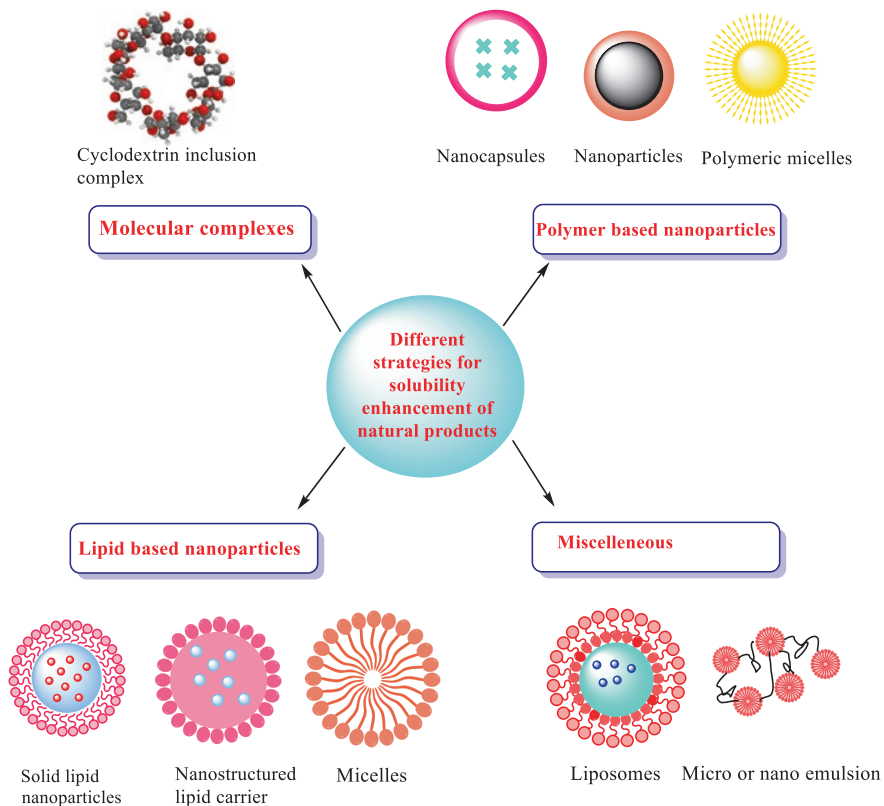 Cyclodextrin inclusion
complex
Nanocapsules
Nanoparticles
Polymeric micelles
Molecular complexes
Polymer based nanoparticles
Different
strategies for
solubility
enhancement of
natural products
Lipid based nanoparticles
Miscelleneous
Solid lipid
nanoparticles
Nanostructured
lipid carrier
Micelles
Liposomes
Micro or nano emulsion